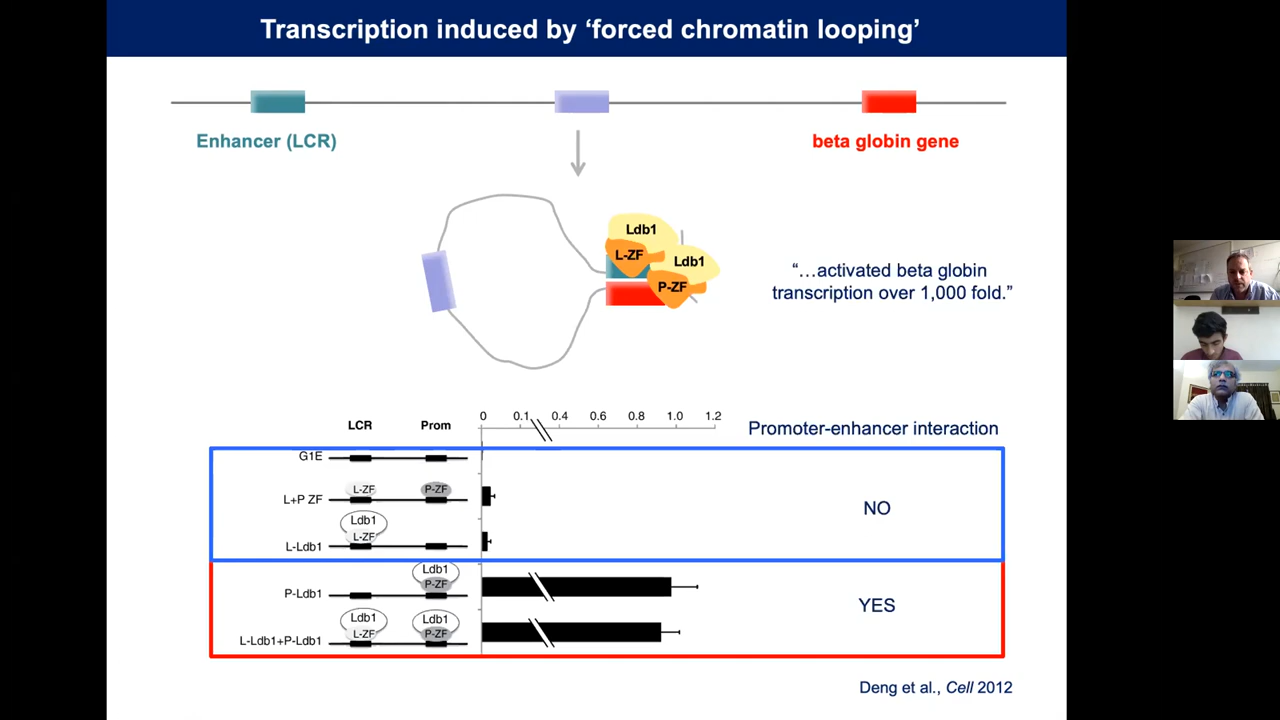 Transcription induced by ‘forced chromatin looping’
Enhancer (LCR)
beta globin gene
Ldb1
L-ZF
Ldb1
P-ZF
“…activated beta globin
transcription over 1,000 fold.”
LCR
Prom
0 0.1 0.4 0.6 0.8 1.0 1.2
Promoter-enhancer interaction
G1E
L-ZF P-ZF
L+P ZF
Ldb1
L-ZF
L-Ldb1
NO
Ldb1
P-ZF
P-Ldb1
YES
Ldb1 Ldb1
L-ZF P-ZF
L-Ldb1+P-Ldb1
Deng et al., Cell 2012